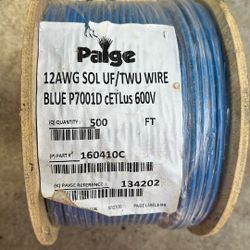 Paige
12AWG SOL UF/TWU WIRE
BLUE P7001D cETLus 600V
(Q) QUANTITY : 500 FT
(P) PART #: 160410C
(K) PAIGE REFERENCE : 134202